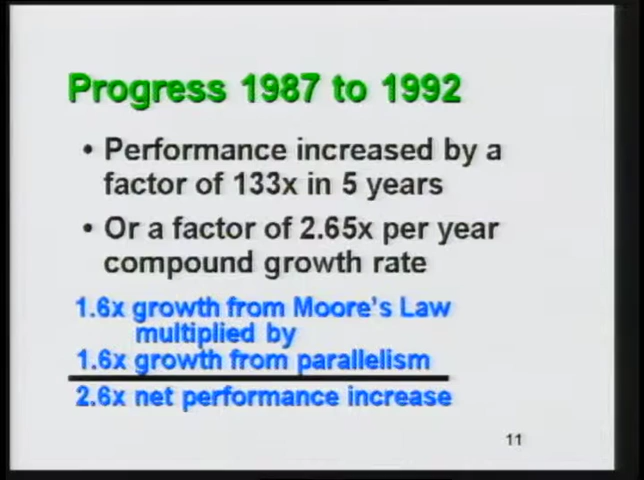 Progress 1987 to 1992
• Performance increased by a
factor of 133x in 5 years
• Or a factor of 2.65x per year
compound growth rate
1.6x growth from Moore's Law
multiplied by
1.6x growth from parallelism
2.6x net performance increase
11